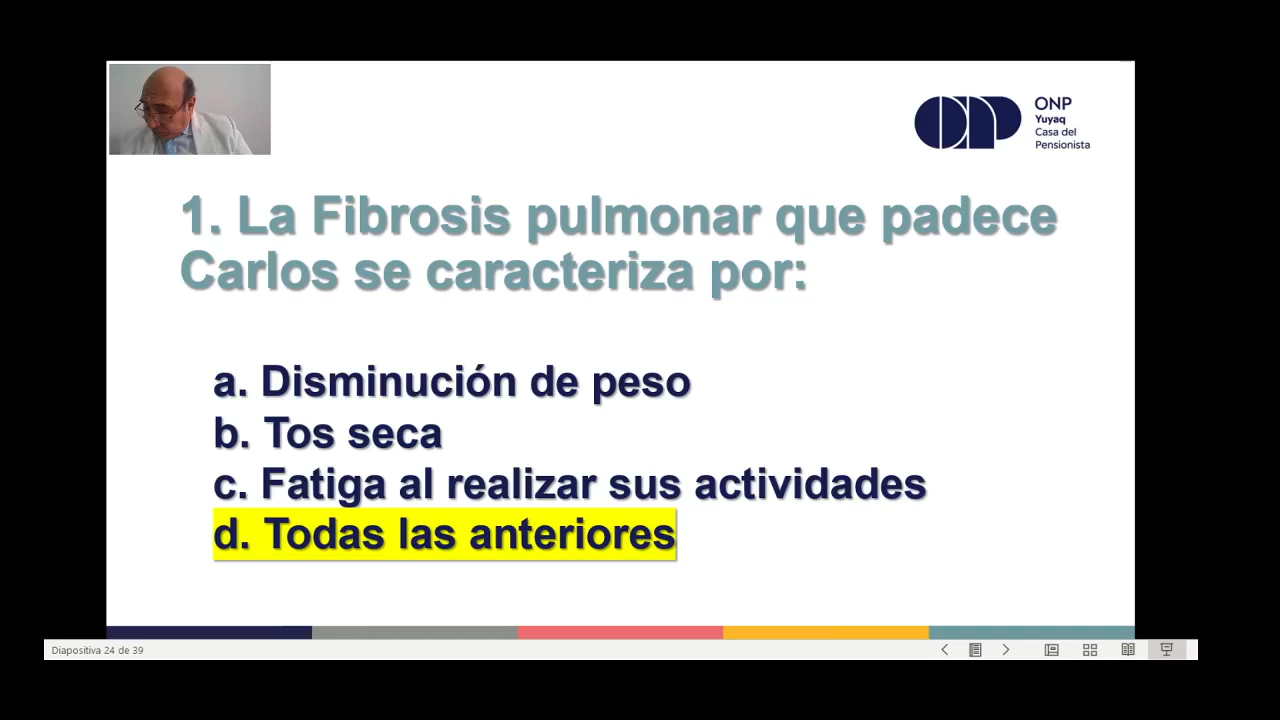 ONP
Yuyaq
Casa del
Pensionista
1. La Fibrosis pulmonar que padece
Carlos se caracteriza por:
a. Disminución de peso
b. Tos seca
c. Fatiga al realizar sus actividades
d. Todas las anteriores
Diapositiva 24 de 39